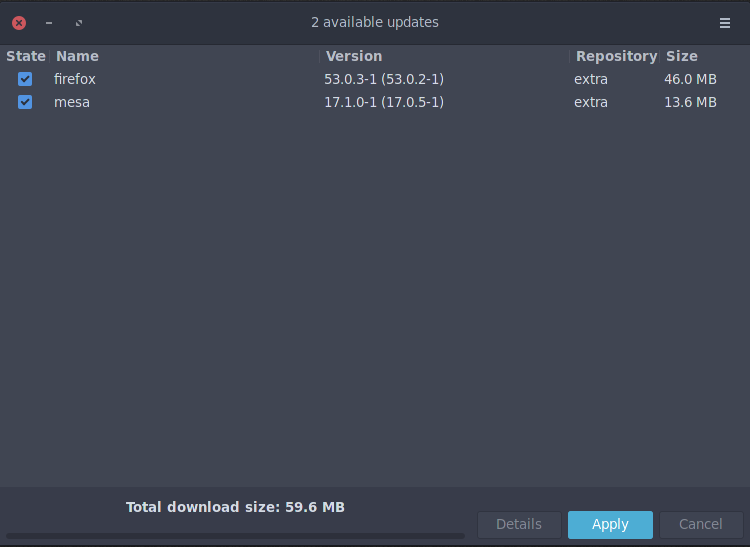 2 available updates
State Name Version Repository Size
firefox 53.0.3-1 (53.0.2-1) extra 46.0 MB
mesa 17.1.0-1 (17.0.5-1) extra 13.6 MB
Total download size: 59.6 MB
Details Apply Cancel